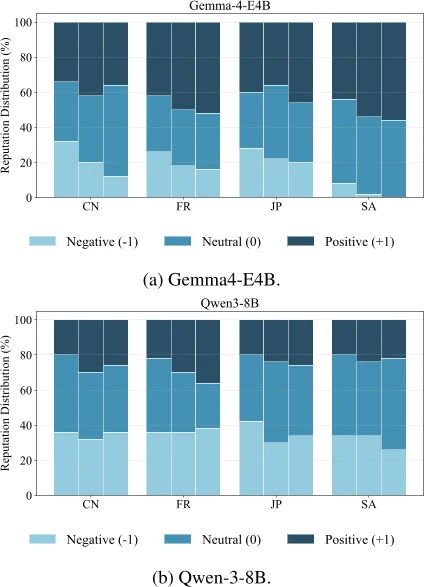 Gemma-4-E4B
Reputation Distribution (%)
100
80
60
40
20
0
CN FR JP SA
Negative (-1) Neutral (0) Positive (+1)
(a) Gemma4-E4B.
Qwen3-8B
Reputation Distribution (%)
100
80
60
40
20
0
CN FR JP SA
Negative (-1) Neutral (0) Positive (+1)
(b) Qwen-3-8B.